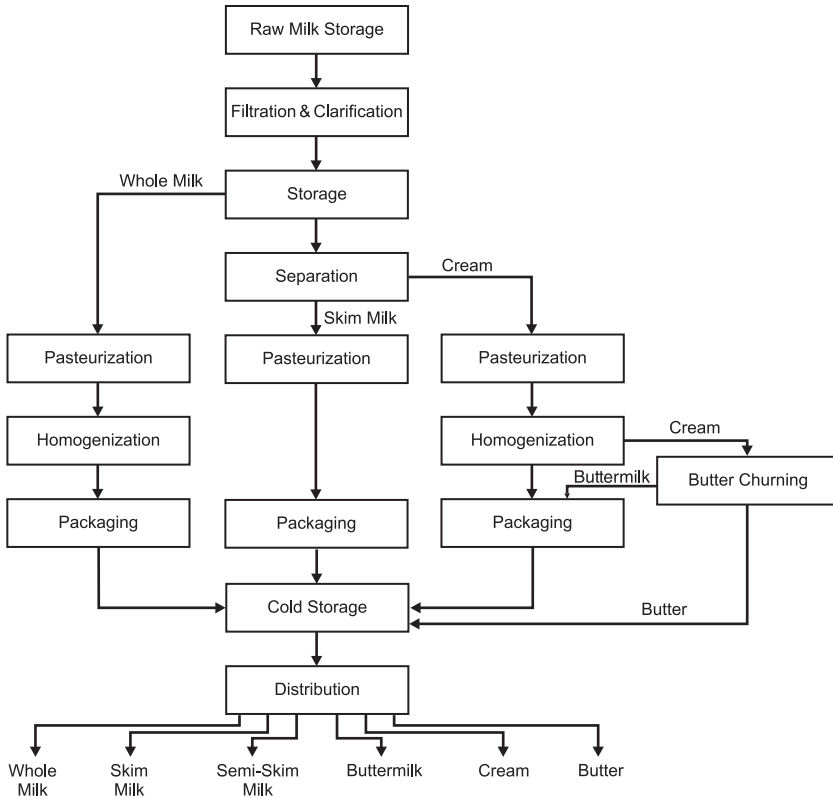 Raw Milk Storage
Filtration & Clarification
Whole Milk
Storage
Separation
Cream
Skim Milk
Pasteurization
Pasteurization
Pasteurization
Homogenization
Homogenization
Cream
Buttermilk
Butter Churning
Packaging
Packaging
Packaging
Cold Storage
Butter
Distribution
Whole
Milk
Skim
Milk
Semi-Skim
Milk
Buttermilk
Cream
Butter